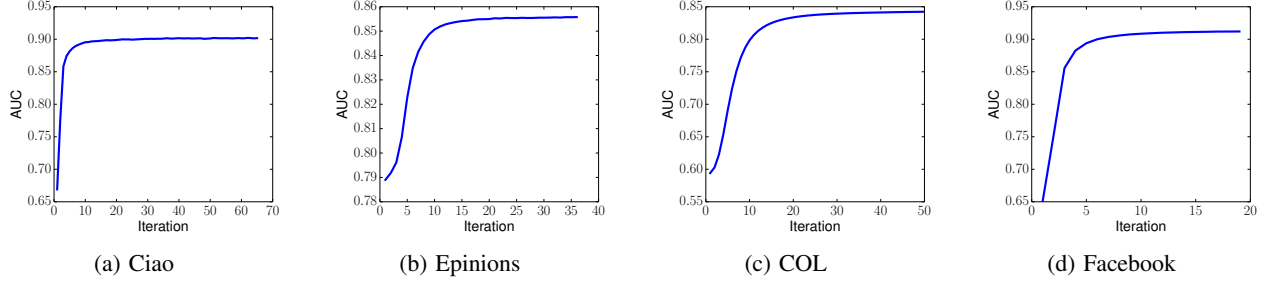 0.95
0.90
0.85
0.80
0.75
0.70
0.65
AUC
0 10 20 30 40 50 60 70
Iteration
(a) Ciao
0.86
0.85
0.84
0.83
0.82
0.81
0.80
0.79
0.78
AUC
0 5 10 15 20 25 30 35 40
Iteration
(b) Epinions
0.85
0.80
0.75
0.70
0.65
0.60
0.55
AUC
0 10 20 30 40 50
Iteration
(c) COL
0.95
0.90
0.85
0.80
0.75
0.70
0.65
AUC
0 5 10 15 20
Iteration
(d) Facebook